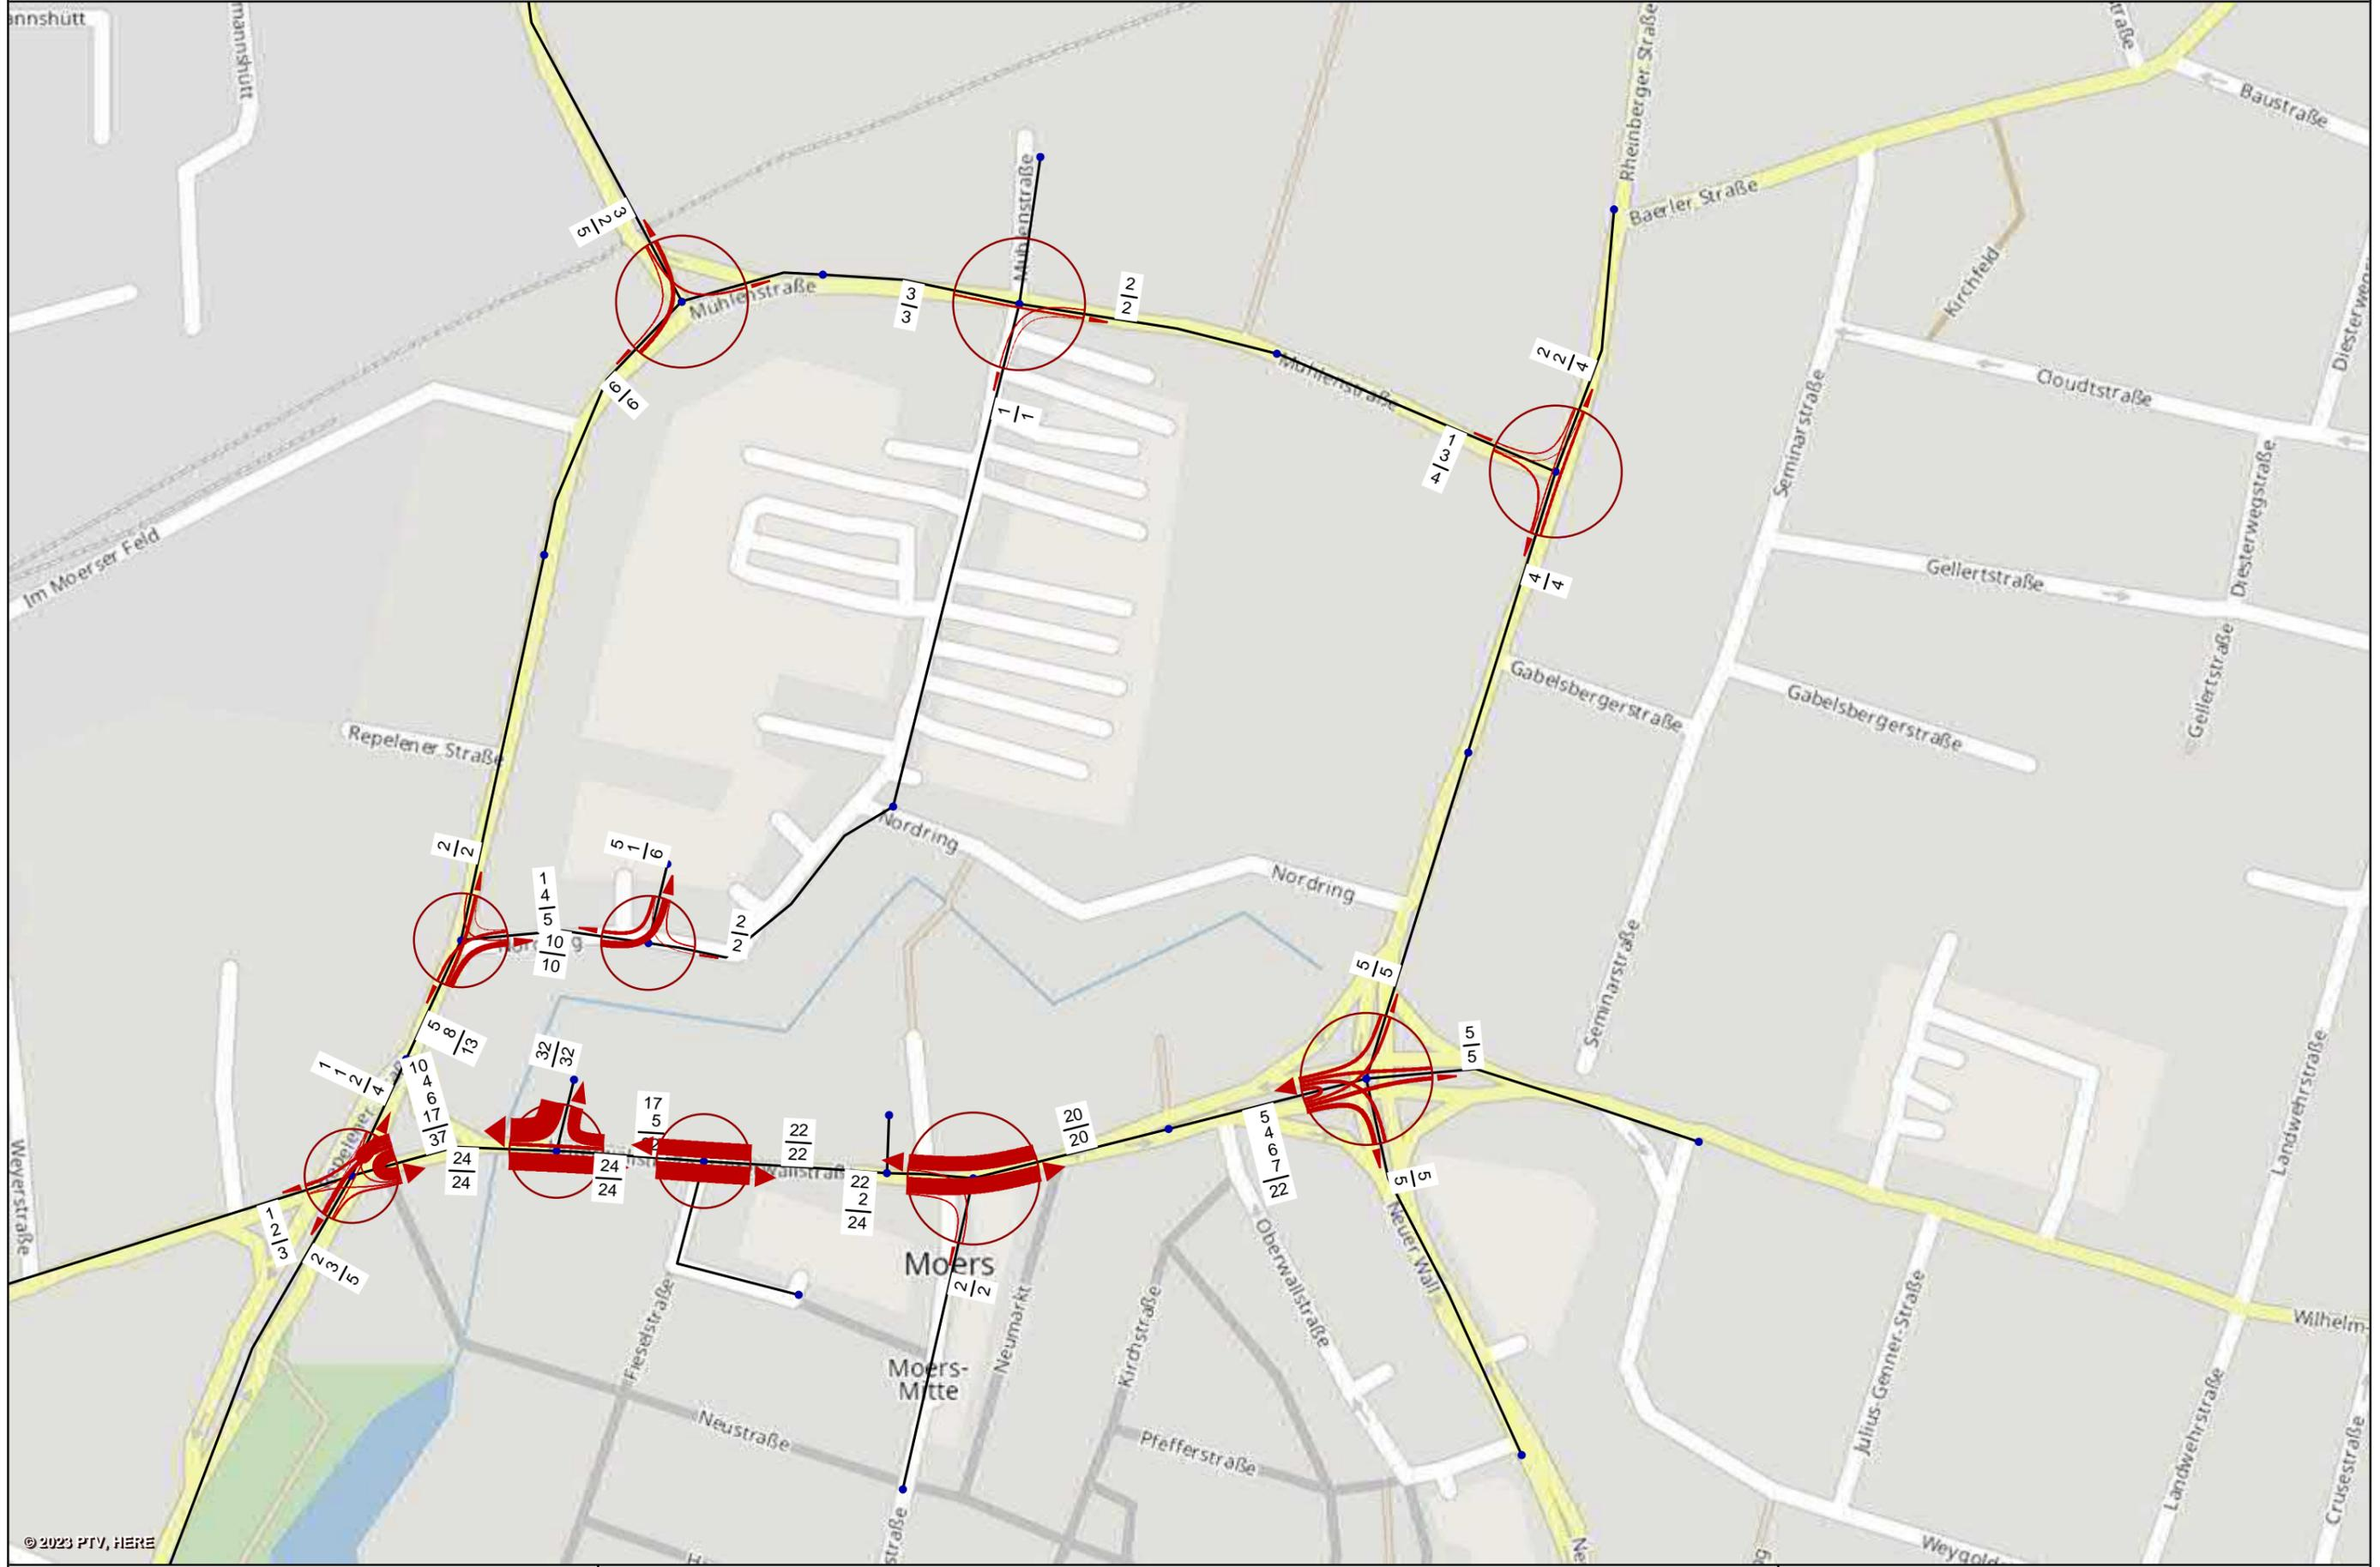 annshütt
mannshütt
traße
Rheinberger Straße
Baustraße
Baerler Straße
Mühlenstraße
Kirchfeld
3
2
5
Mühlenstraße
3
3
2
2
6
6
2
2
4
Mühlenstraße
Cloudtstraße
Diesterweg
Seminarstraße
1
1
1
3
4
Diesterwegstraße
Im Moerser Feld
4
4
Gellertstraße
Gabelsbergerstraße
Gabelsbergerstraße
Gellertstraße
Repelener Straße
Nordring
Nordring
2
2
5
1
6
1
4
5
10
10
2
2
Seminarstraße
5
5
5
5
5
8
13
32
32
1
1
2
4
10
4
6
17
37
17
5
22
22
20
20
5
4
6
7
22
24
24
24
24
22
2
24
5
5
Landwehrstraße
Weyerstraße
1
2
3
2
3
5
Moers
2
2
Neuer Wall
Oberwallstraße
Wilhelm-
Fieselstraße
Neumarkt
Kirchstraße
Moers-
Mitte
Julius-Genner-Straße
Landwehrstraße
Neustraße
Pfefferstraße
Crusestraße
straße
Ne
Weygold
© 2023 PTV, HERE